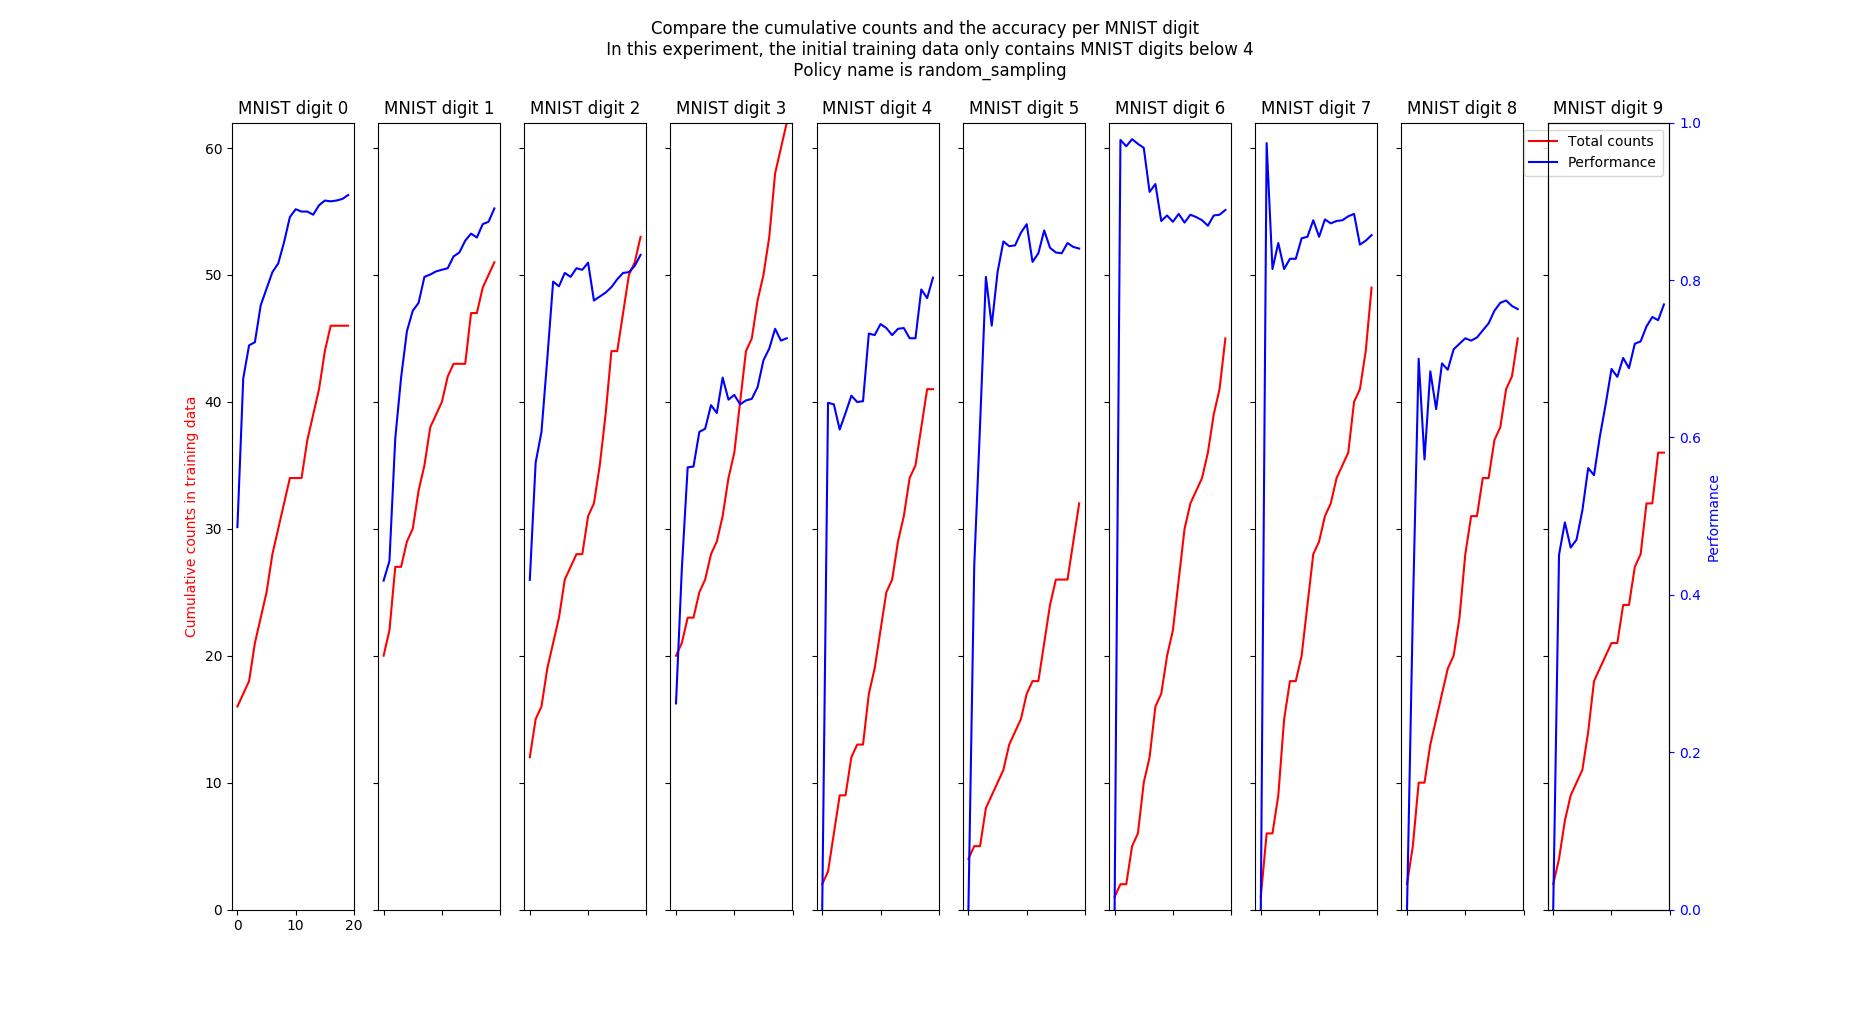 Compare the cumulative counts and the accuracy per MNIST digit
In this experiment, the initial training data only contains MNIST digits below 4
Policy name is random_sampling
MNIST digit 0
MNIST digit 1
MNIST digit 2
MNIST digit 3
MNIST digit 4
MNIST digit 5
MNIST digit 6
MNIST digit 7
MNIST digit 8
MNIST digit 9
Total counts
Performance
Cumulative counts in training data
60
50
40
30
20
10
0
0
10
20
1.0
0.8
0.6
0.4
0.2
0.0
Performance